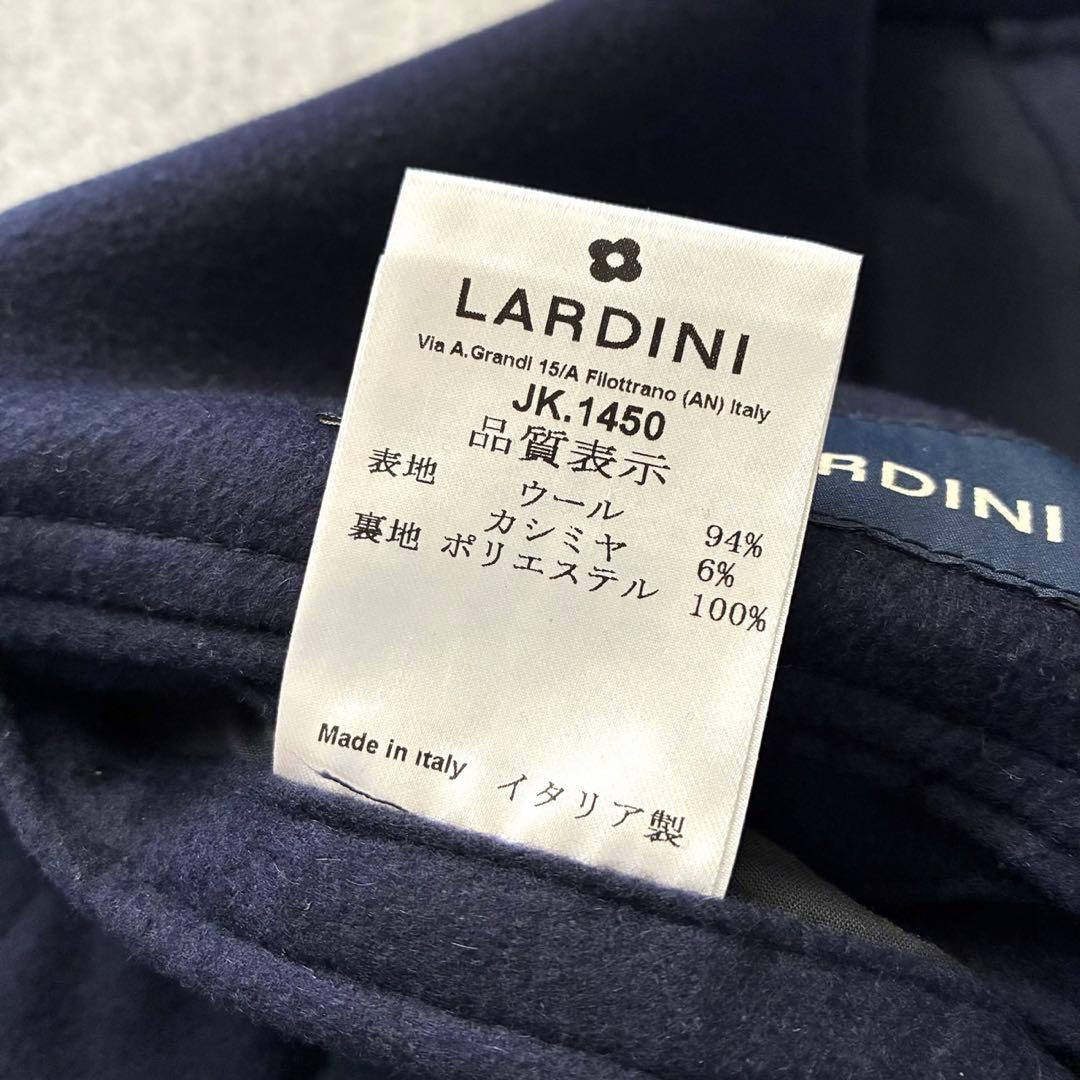 LARDINI
Via A.Grandi 15/A Filottrano (AN) Italy
JK.1450
品質表示
表地 ウール 94%
カシミヤ 6%
裏地 ポリエステル 100%
Made in Italy イタリア製
RDINI